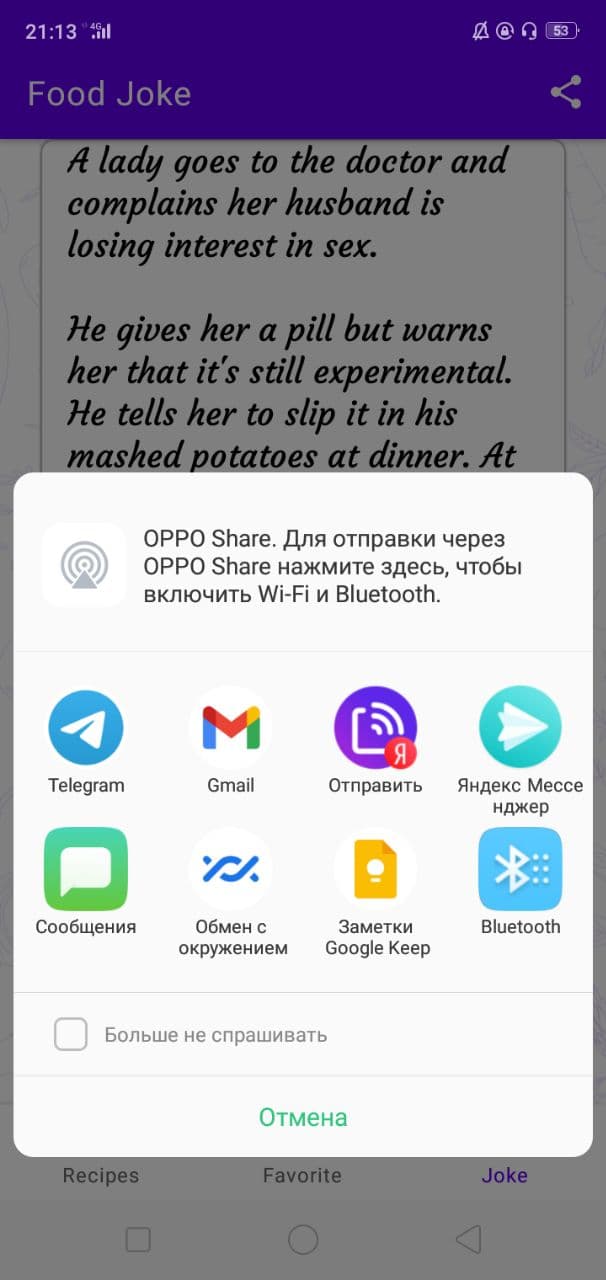 21:13 4G 53
Food Joke
A lady goes to the doctor and
complains her husband is
losing interest in sex.
He gives her a pill but warns
her that it's still experimental.
He tells her to slip it in his
mashed potatoes at dinner. At
OPPO Share. Для отправки через
OPPO Share нажмите здесь, чтобы
включить Wi-Fi и Bluetooth.
Я
Telegram Gmail Отправить Яндекс Мессе
нджер
Сообщения Обмен с Заметки Bluetooth
окружением Google Keep
Больше не спрашивать
Отмена
Recipes Favorite Joke